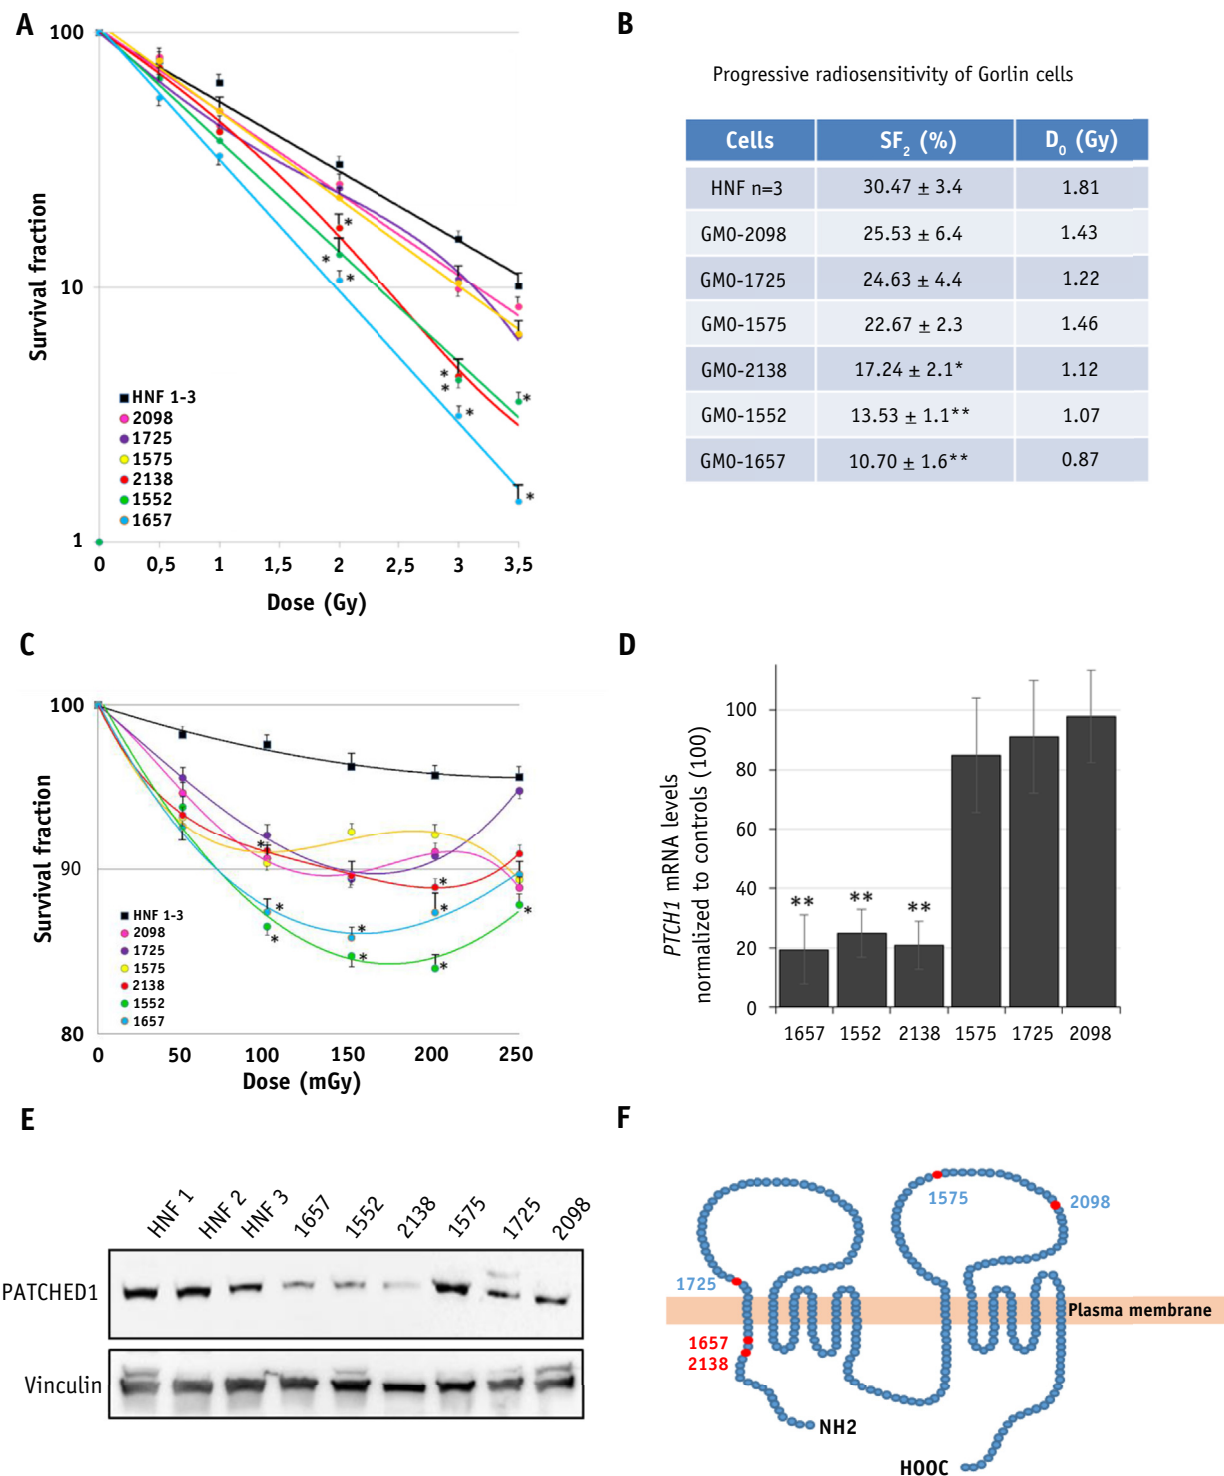 A
100
10
1
Survival fraction
HNF 1-3
2098
1725
1575
2138
1552
1657
*
*
*
*
*
*
*
*
0
0,5
1
1,5
2
2,5
3
3,5
Dose (Gy)
B
Progressive radiosensitivity of Gorlin cells
Cells SF2 (%) D0 (Gy)
HNF n=3 30.47 ± 3.4 1.81
GM0-2098 25.53 ± 6.4 1.43
GM0-1725 24.63 ± 4.4 1.22
GM0-1575 22.67 ± 2.3 1.46
GM0-2138 17.24 ± 2.1* 1.12
GM0-1552 13.53 ± 1.1** 1.07
GM0-1657 10.70 ± 1.6** 0.87
C
100
90
80
Survival fraction
HNF 1-3
2098
1725
1575
2138
1552
1657
*
*
*
*
*
*
*
*
*
0 50 100 150 200 250
Dose (mGy)
D
PTCH1 mRNA levels
normalized to controls (100)
100
80
60
40
20
0
** ** **
1657 1552 2138 1575 1725 2098
E
HNF 1 HNF 2 HNF 3 1657 1552 2138 1575 1725 2098
PATCHED1
Vinculin
F
1575
2098
1725
Plasma membrane
1657
2138
NH2
HOOC